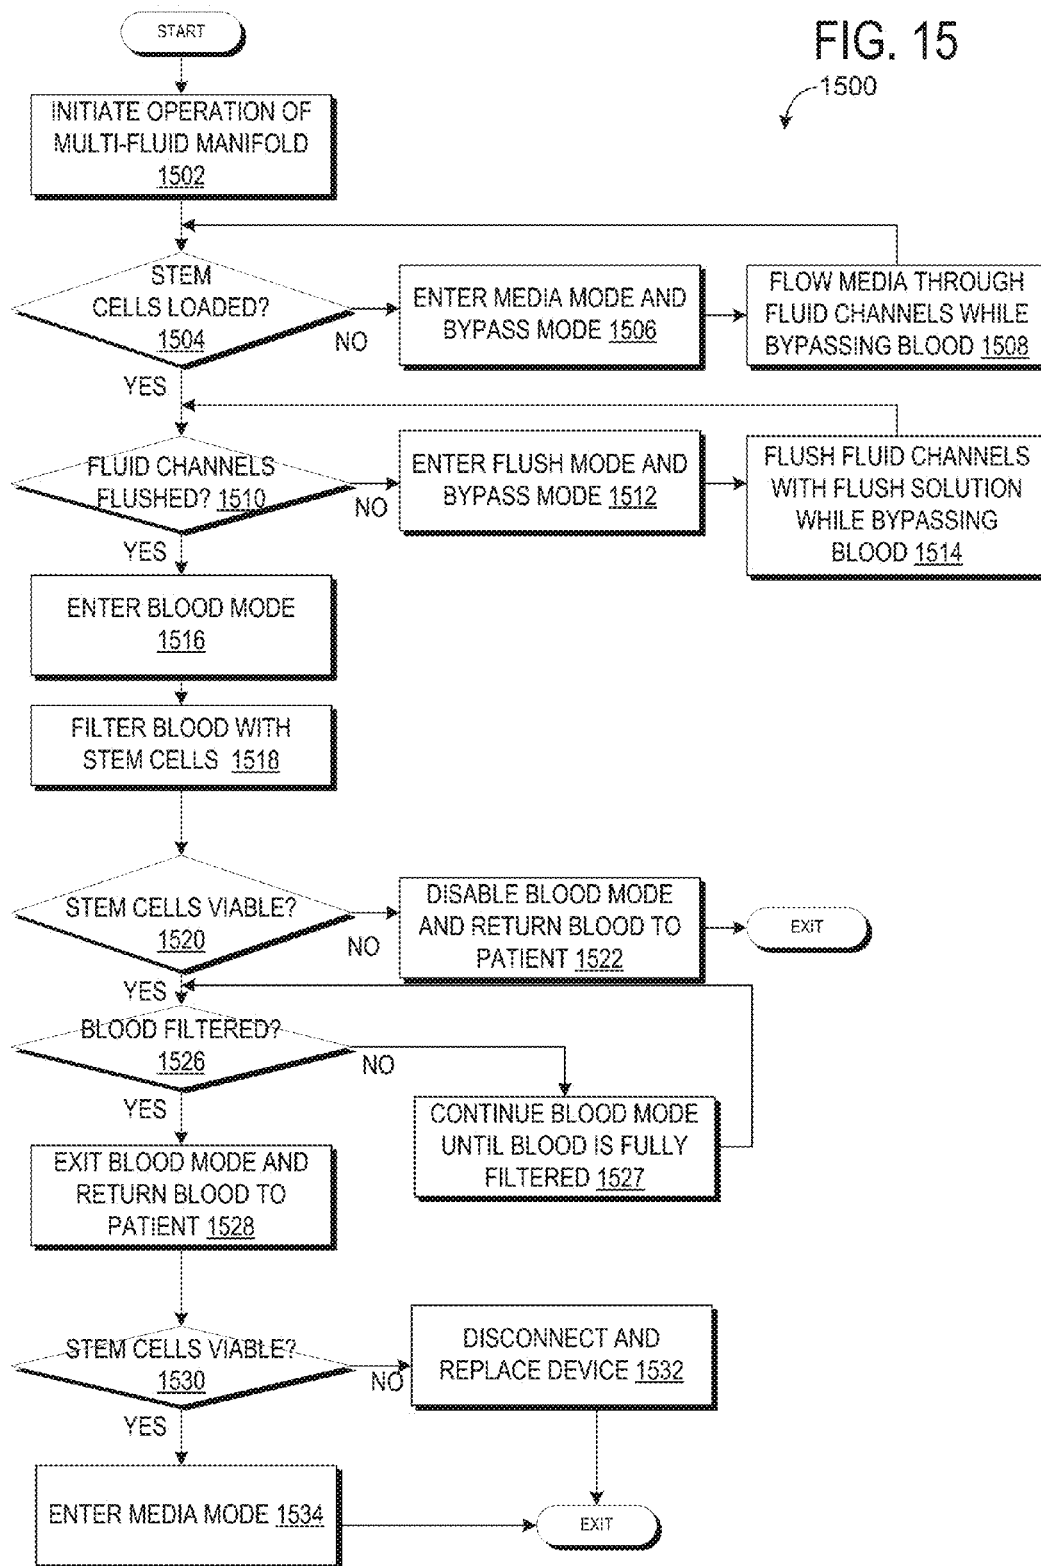 START
FIG. 15
1500
INITIATE OPERATION OF
MULTI-FLUID MANIFOLD
1502
STEM
CELLS LOADED?
1504
NO
YES
ENTER MEDIA MODE AND
BYPASS MODE 1506
FLOW MEDIA THROUGH
FLUID CHANNELS WHILE
BYPASSING BLOOD 1508
FLUID CHANNELS
FLUSHED? 1510
NO
YES
ENTER FLUSH MODE AND
BYPASS MODE 1512
FLUSH FLUID CHANNELS
WITH FLUSH SOLUTION
WHILE BYPASSING
BLOOD 1514
ENTER BLOOD MODE
1516
FILTER BLOOD WITH
STEM CELLS 1518
STEM CELLS VIABLE?
1520
NO
YES
DISABLE BLOOD MODE
AND RETURN BLOOD TO
PATIENT 1522
EXIT
BLOOD FILTERED?
1526
NO
YES
CONTINUE BLOOD MODE
UNTIL BLOOD IS FULLY
FILTERED 1527
EXIT BLOOD MODE AND
RETURN BLOOD TO
PATIENT 1528
STEM CELLS VIABLE?
1530
NO
YES
DISCONNECT AND
REPLACE DEVICE 1532
ENTER MEDIA MODE 1534
EXIT